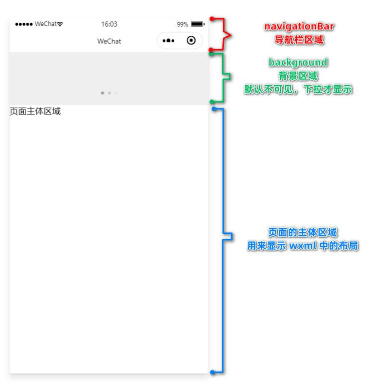 WeChat 16:03 99%
WeChat
navigationBar
导航栏区域
background
背景区域
默认不可见，下拉才显示
页面主体区域
页面的主体区域
用来显示 wxml 中的布局